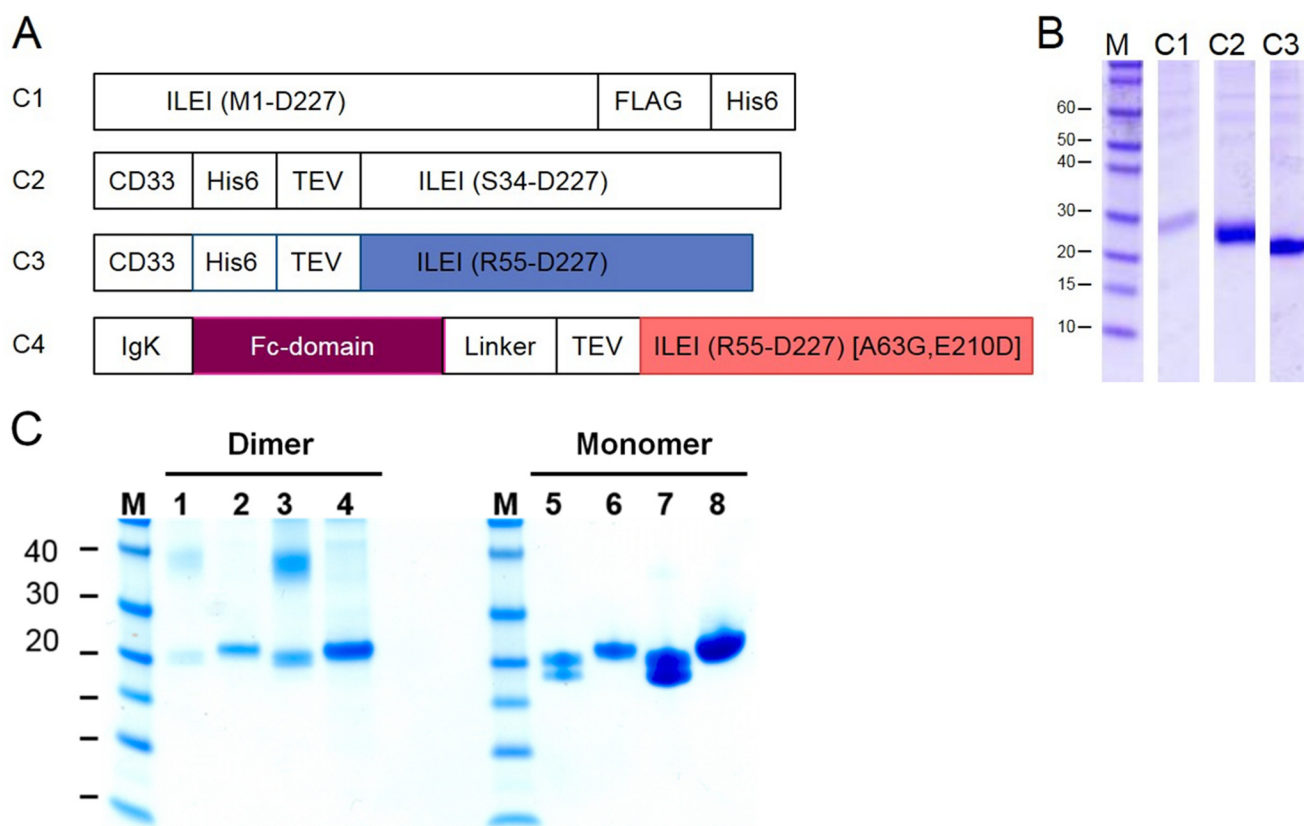 A
C1 ILEI (M1-D227) FLAG His6
C2 CD33 His6 TEV ILEI (S34-D227)
C3 CD33 His6 TEV ILEI (R55-D227)
C4 IgK Fc-domain Linker TEV ILEI (R55-D227) [A63G,E210D]
B
M C1 C2 C3
60
50
40
30
20
15
10
C
Dimer Monomer
M 1 2 3 4 M 5 6 7 8
40
30
20